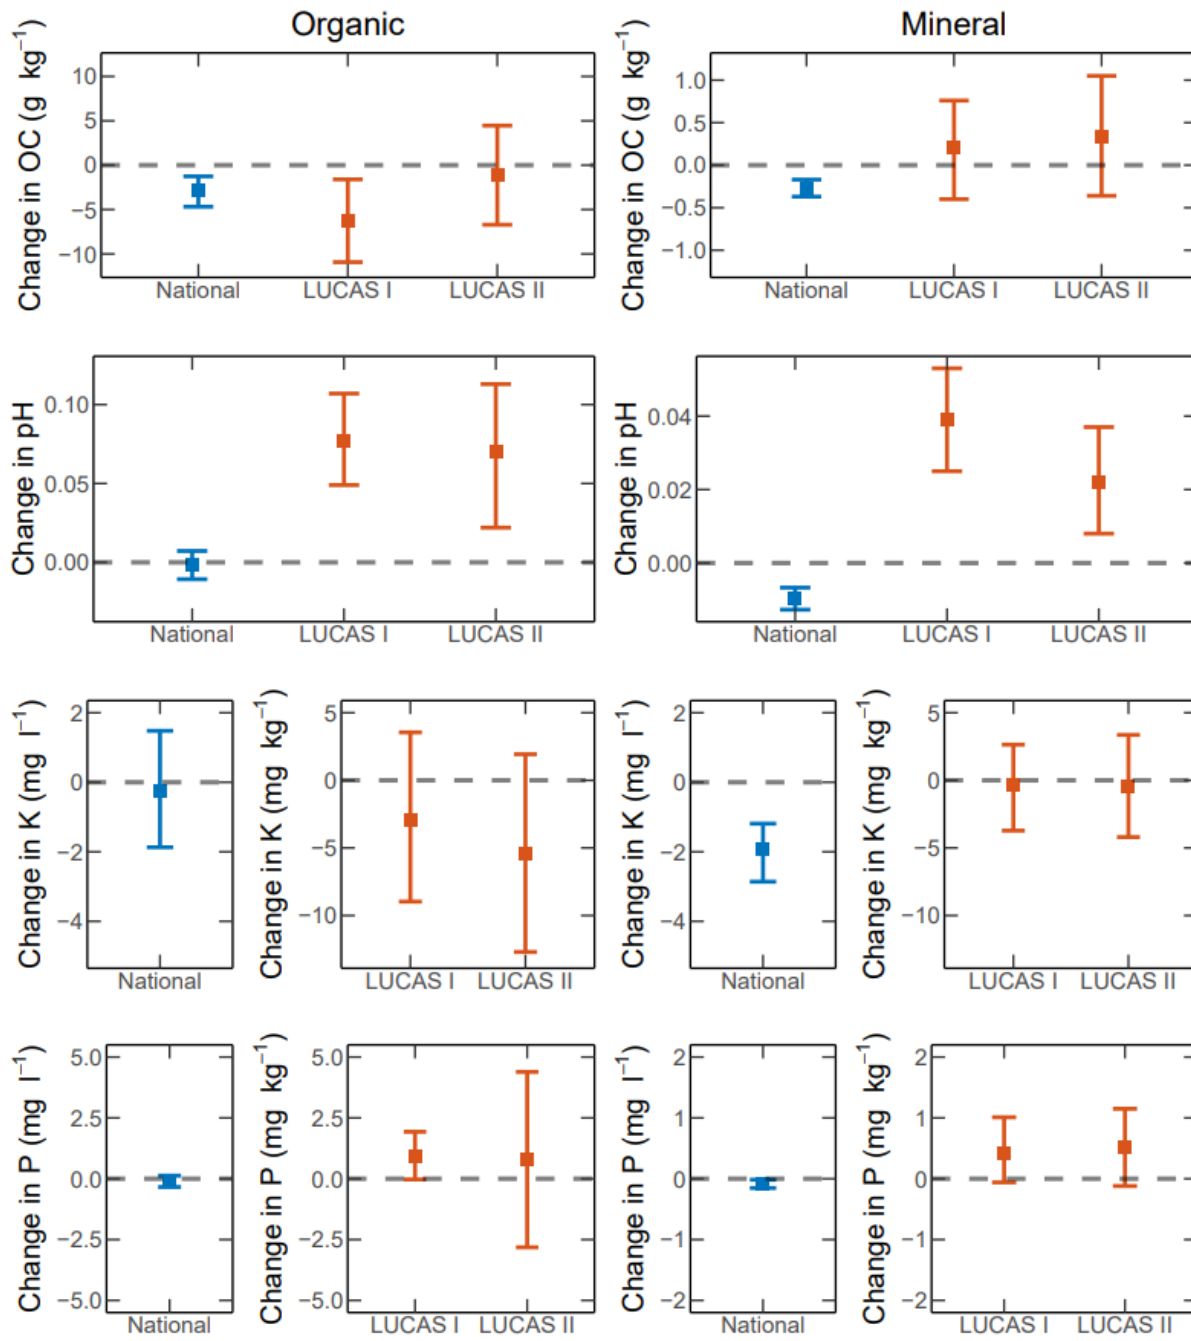 Organic
Mineral
Change in OC (g kg⁻¹)
10
5
0
−5
−10
National LUCAS I LUCAS II
Change in OC (g kg⁻¹)
1.0
0.5
0.0
−0.5
−1.0
National LUCAS I LUCAS II
Change in pH
0.10
0.05
0.00
National LUCAS I LUCAS II
Change in pH
0.04
0.02
0.00
National LUCAS I LUCAS II
Change in K (mg l⁻¹)
2
0
−2
−4
National
Change in K (mg kg⁻¹)
5
0
−5
−10
LUCAS I LUCAS II
Change in K (mg l⁻¹)
2
0
−2
−4
National
Change in K (mg kg⁻¹)
5
0
−5
−10
LUCAS I LUCAS II
Change in P (mg l⁻¹)
5.0
2.5
0.0
−2.5
−5.0
National
Change in P (mg kg⁻¹)
5.0
2.5
0.0
−2.5
−5.0
LUCAS I LUCAS II
Change in P (mg l⁻¹)
2
1
0
−1
−2
National
Change in P (mg kg⁻¹)
2
1
0
−1
−2
LUCAS I LUCAS II